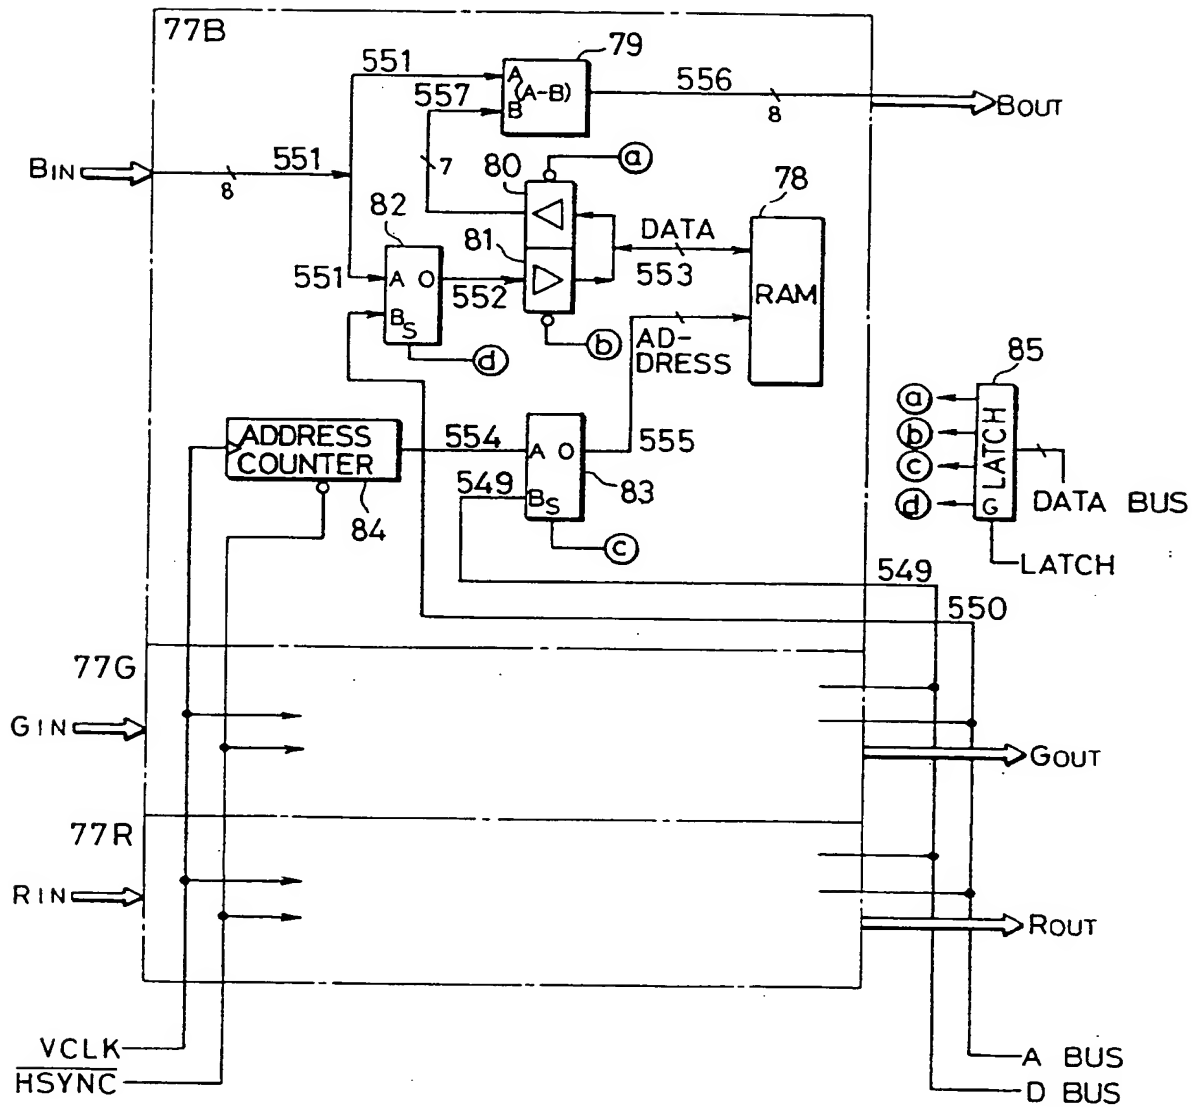 77B
79
551
A
(A-B)
B
557
556
8
BOUT
BIN
8
551
7
80
a
78
82
81
DATA
553
RAM
551
A O
BS
552
b
AD-
DRESS
d
85
a
b
c
d
LATCH
G
DATA BUS
LATCH
ADDRESS
COUNTER
84
554
A O
BS
555
549
83
c
549
550
77G
GIN
GOUT
77R
RIN
ROUT
VCLK
HSYNC
A BUS
D BUS